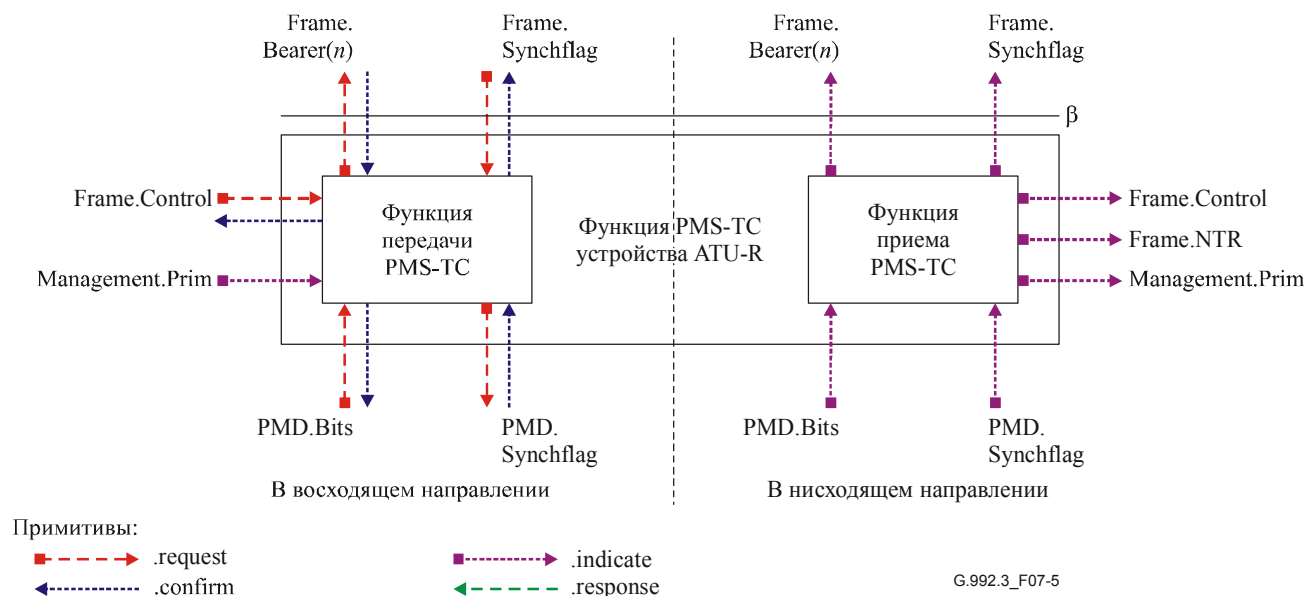 Frame.
Bearer(n)
Frame.
Synchflag
Frame.
Bearer(n)
Frame.
Synchflag
β
Frame.Control
Management.Prim
Функция
передачи
PMS-TC
Функция PMS-TC
устройства ATU-R
Функция
приема
PMS-TC
Frame.Control
Frame.NTR
Management.Prim
PMD.Bits
PMD.
Synchflag
PMD.Bits
PMD.
Synchflag
В восходящем направлении
В нисходящем направлении
Примитивы:
.request
.indicate
.confirm
.response
G.992.3_F07-5